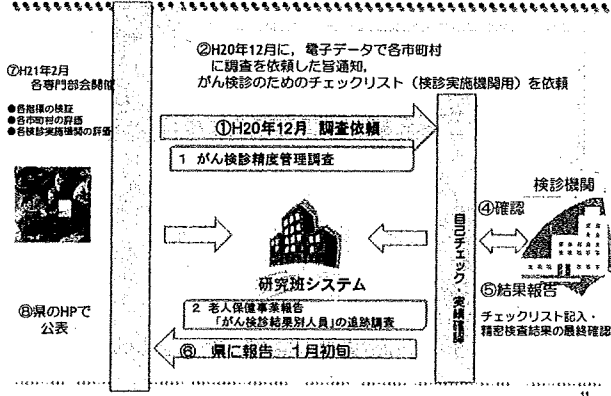 ②H20年12月に，電子データで各市町村
に調査を依頼した旨通知，
がん検診のためのチェックリスト（検診実施機関用）を依頼
⑦H21年2月
各専門部会開催
●各指標の検証
●各市町村の評価
●各検診実施機関の評価
①H20年12月 調査依頼
1 がん検診精度管理調査
検診機関
④確認
自己チェック・実績確認
研究班システム
⑤結果報告
チェックリスト記入・
精密検査結果の最終確認
2 老人保健事業報告
「がん検診結果別人員」の追跡調査
⑧県のHPで
公表
⑥ 県に報告 1月初旬
11